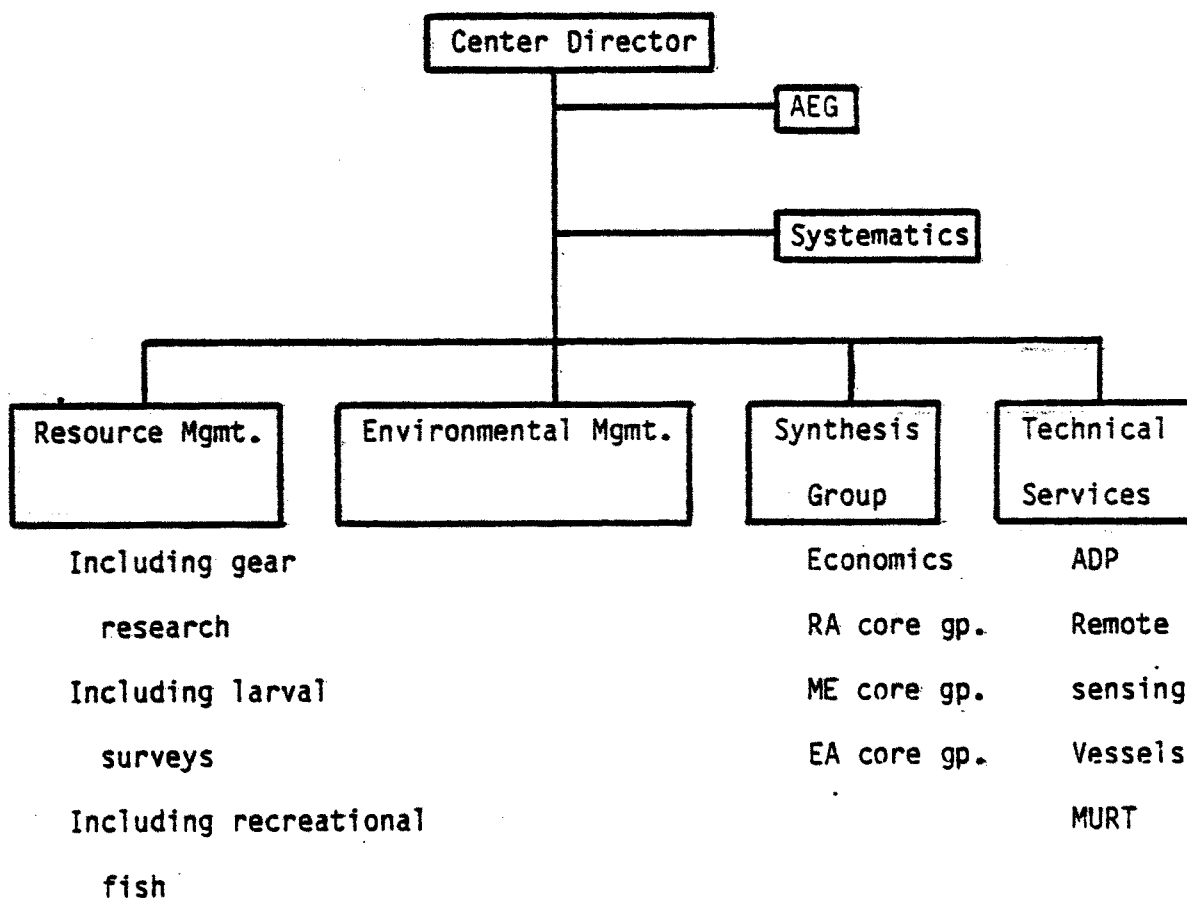 Center Director
AEG
Systematics
Resource Mgmt.
Environmental Mgmt.
Synthesis
Group
Technical
Services
Including gear
research
Including larval
surveys
Including recreational
fish
Economics
RA core gp.
ME core gp.
EA core gp.
ADP
Remote
sensing
Vessels
MURT